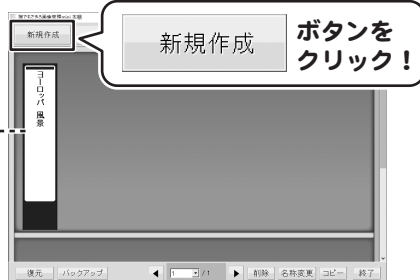 新規作成
新規作成
ボタンを
クリック！
ヨーロッパ 風景
復元
バックアップ
1
/1
削除
名称変更
コピー
終了